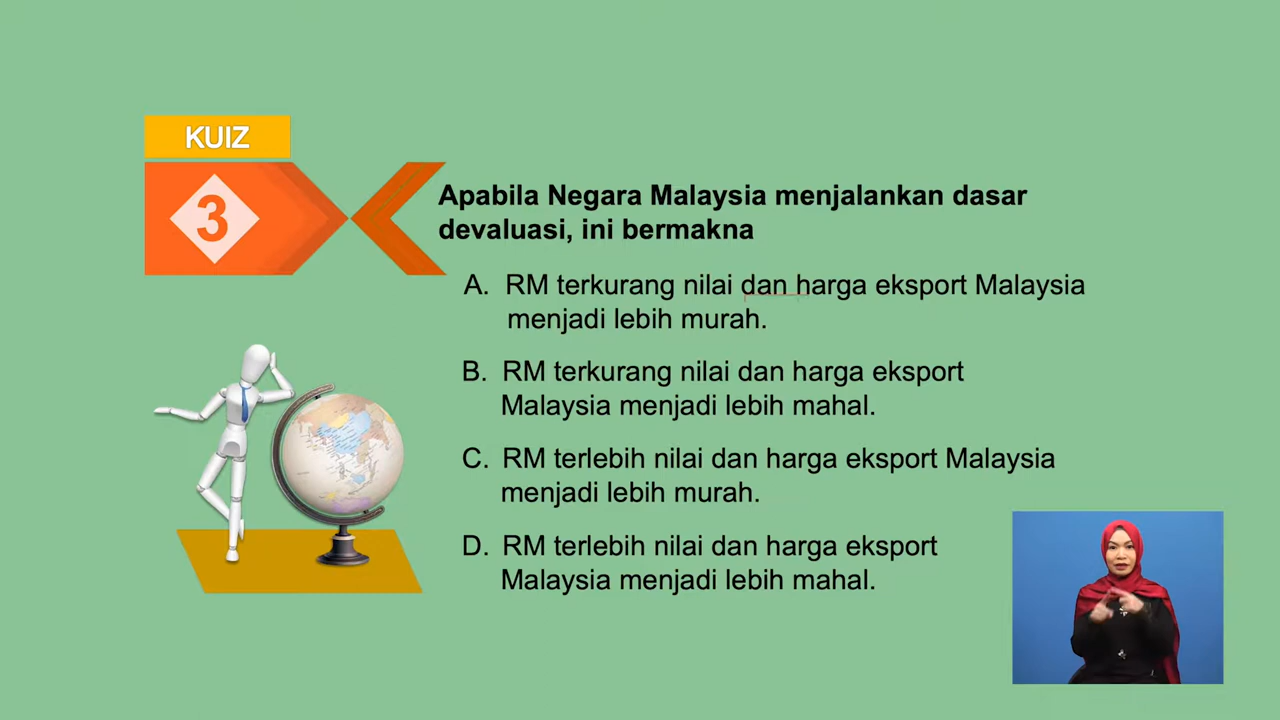 KUIZ
3
Apabila Negara Malaysia menjalankan dasar
devaluasi, ini bermakna
A. RM terkurang nilai dan harga eksport Malaysia
menjadi lebih murah.
B. RM terkurang nilai dan harga eksport
Malaysia menjadi lebih mahal.
C. RM terlebih nilai dan harga eksport Malaysia
menjadi lebih murah.
D. RM terlebih nilai dan harga eksport
Malaysia menjadi lebih mahal.